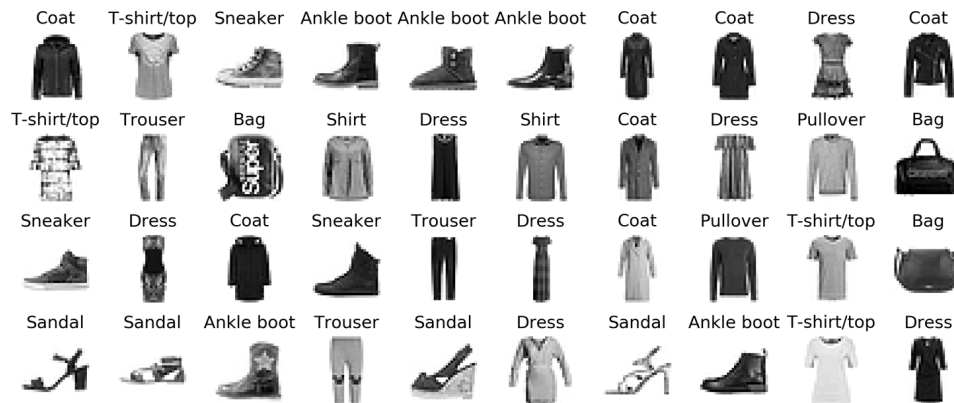 Coat T-shirt/top Sneaker Ankle boot Ankle boot Ankle boot Coat Coat Dress Coat
T-shirt/top Trouser Bag Shirt Dress Shirt Coat Dress Pullover Bag
Super
Sneaker Dress Coat Sneaker Trouser Dress Coat Pullover T-shirt/top Bag
Sandal Sandal Ankle boot Trouser Sandal Dress Sandal Ankle boot T-shirt/top Dress